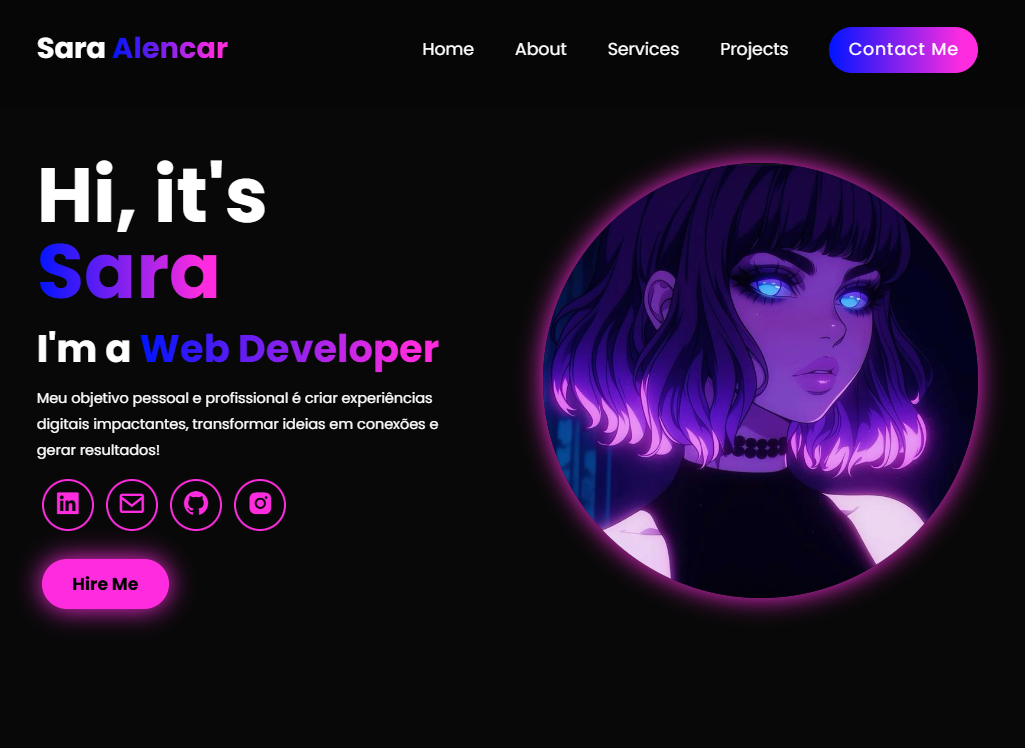 Sara Alencar
Home About Services Projects Contact Me
Hi, it's
Sara
I'm a Web Developer
Meu objetivo pessoal e profissional é criar experiências
digitais impactantes, transformar ideias em conexões e
gerar resultados!
in
Hire Me